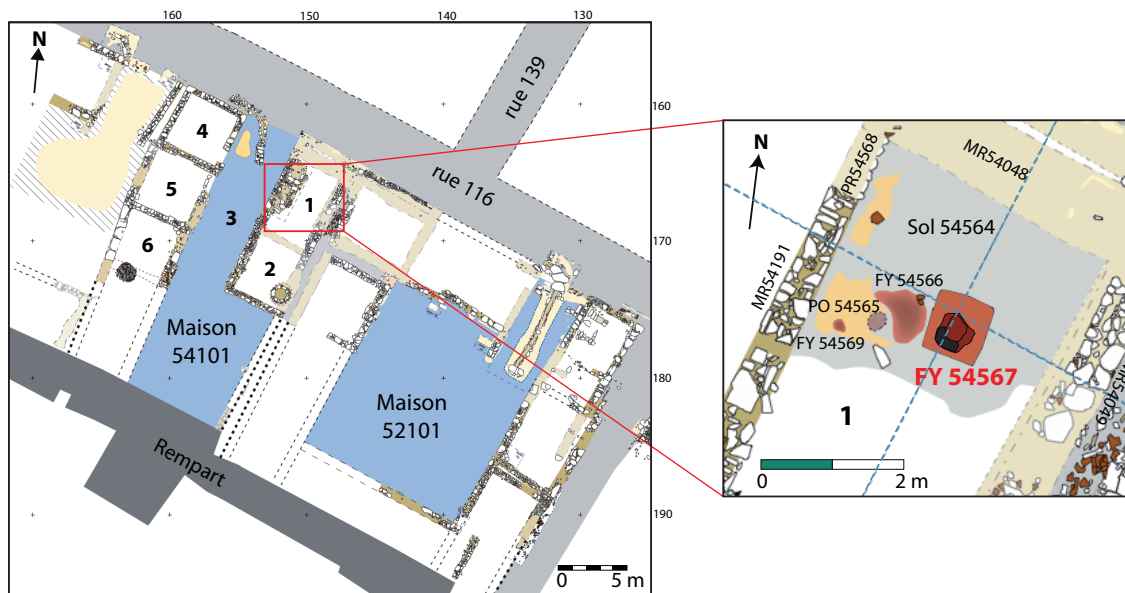 160
150
140
130
N
rue 139
160
4
rue 116
5
3
1
170
6
2
Maison
54101
180
Maison
52101
Rempart
190
0
5 m
N
PR54568
MR54048
Sol 54564
MR54191
FY 54566
PO 54565
FY 54569
FY 54567
MR54049
1
0
2 m